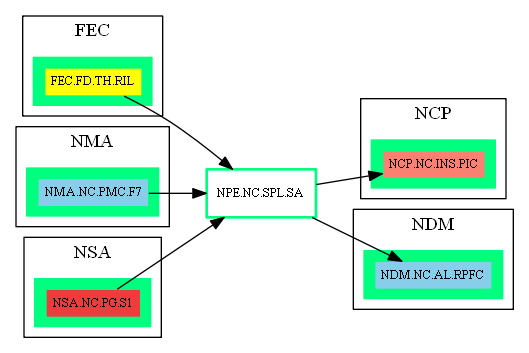 FEC
FEC.FD.TH.RIL
NMA
NMA.NC.PMC.F7
NSA
NSA.NC.PG.S1
NPE.NC.SPL.SA
NCP
NCP.NC.INS.PIC
NDM
NDM.NC.AL.RPFC